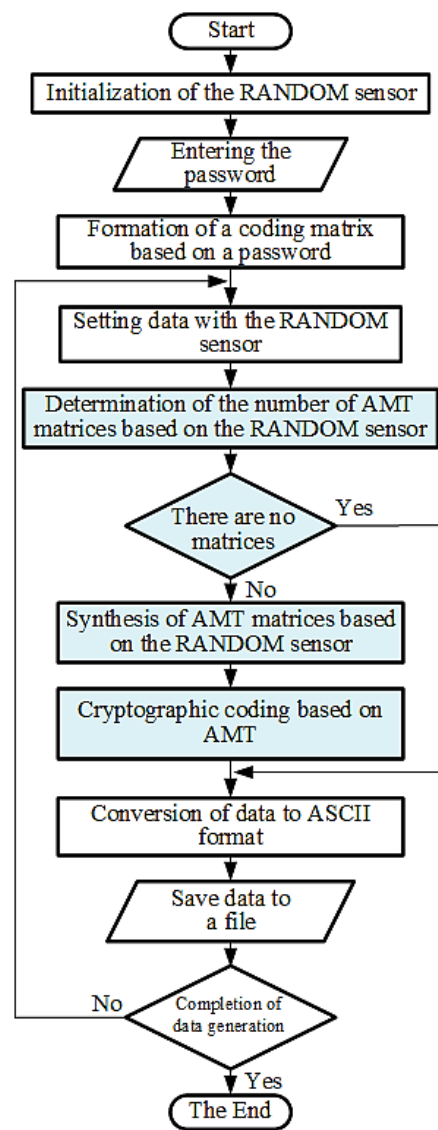 Start
Initialization of the RANDOM sensor
Entering the
password
Formation of a coding matrix
based on a password
Setting data with the RANDOM
sensor
Determination of the number of AMT
matrices based on the RANDOM sensor
There are no
matrices
Yes
No
Synthesis of AMT matrices based
on the RANDOM sensor
Cryptographic coding based on
AMT
Conversion of data to ASCII
format
Save data to
a file
Completion of
data generation
No
Yes
The End